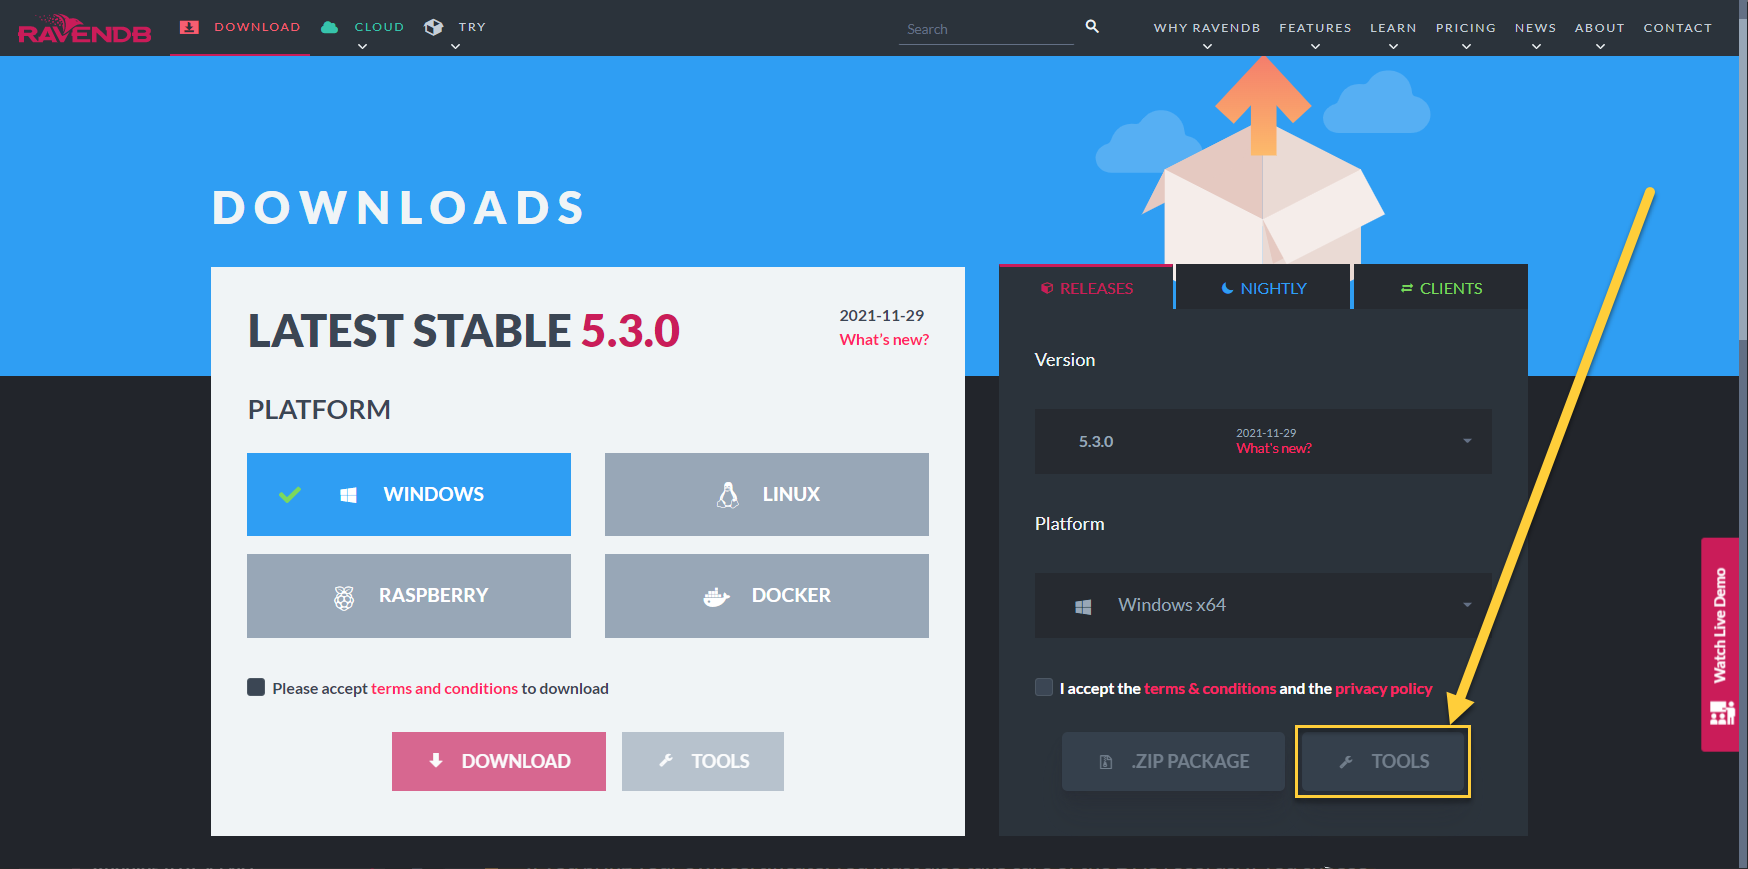 RAVENDB
DOWNLOAD
CLOUD
TRY
Search
WHY RAVENDB
FEATURES
LEARN
PRICING
NEWS
ABOUT
CONTACT
DOWNLOADS
LATEST STABLE 5.3.0
2021-11-29
What's new?
PLATFORM
WINDOWS
LINUX
RASPBERRY
DOCKER
Please accept terms and conditions to download
DOWNLOAD
TOOLS
RELEASES
NIGHTLY
CLIENTS
Version
5.3.0
2021-11-29
What's new?
Platform
Windows x64
I accept the terms & conditions and the privacy policy
.ZIP PACKAGE
TOOLS
Watch Live Demo